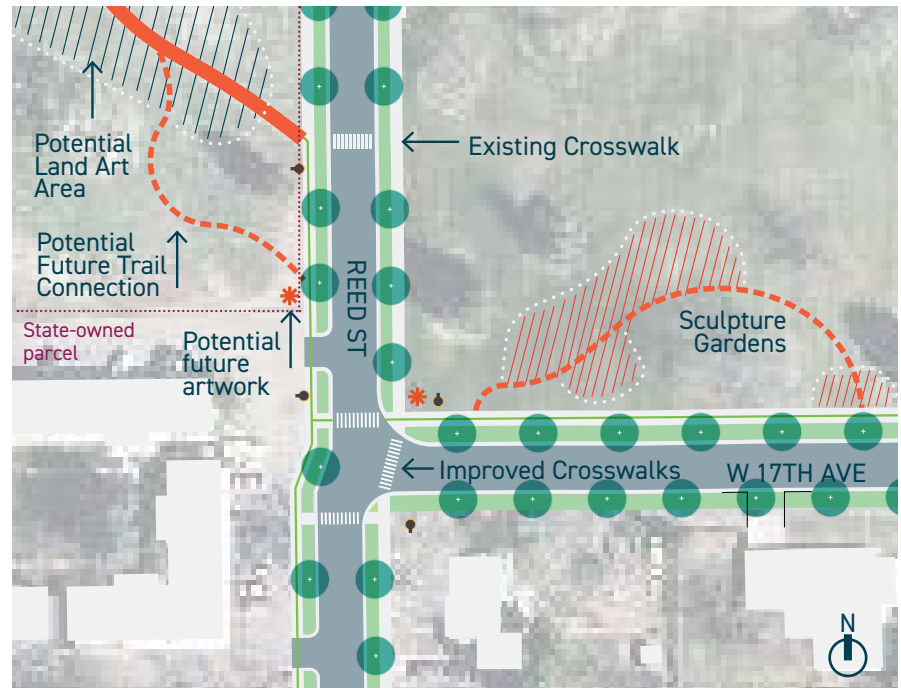 Potential
Land Art
Area
Existing Crosswalk
Potential
Future Trail
Connection
REED ST
State-owned
parcel
Potential
future
artwork
Sculpture
Gardens
Improved Crosswalks
W 17TH AVE
N